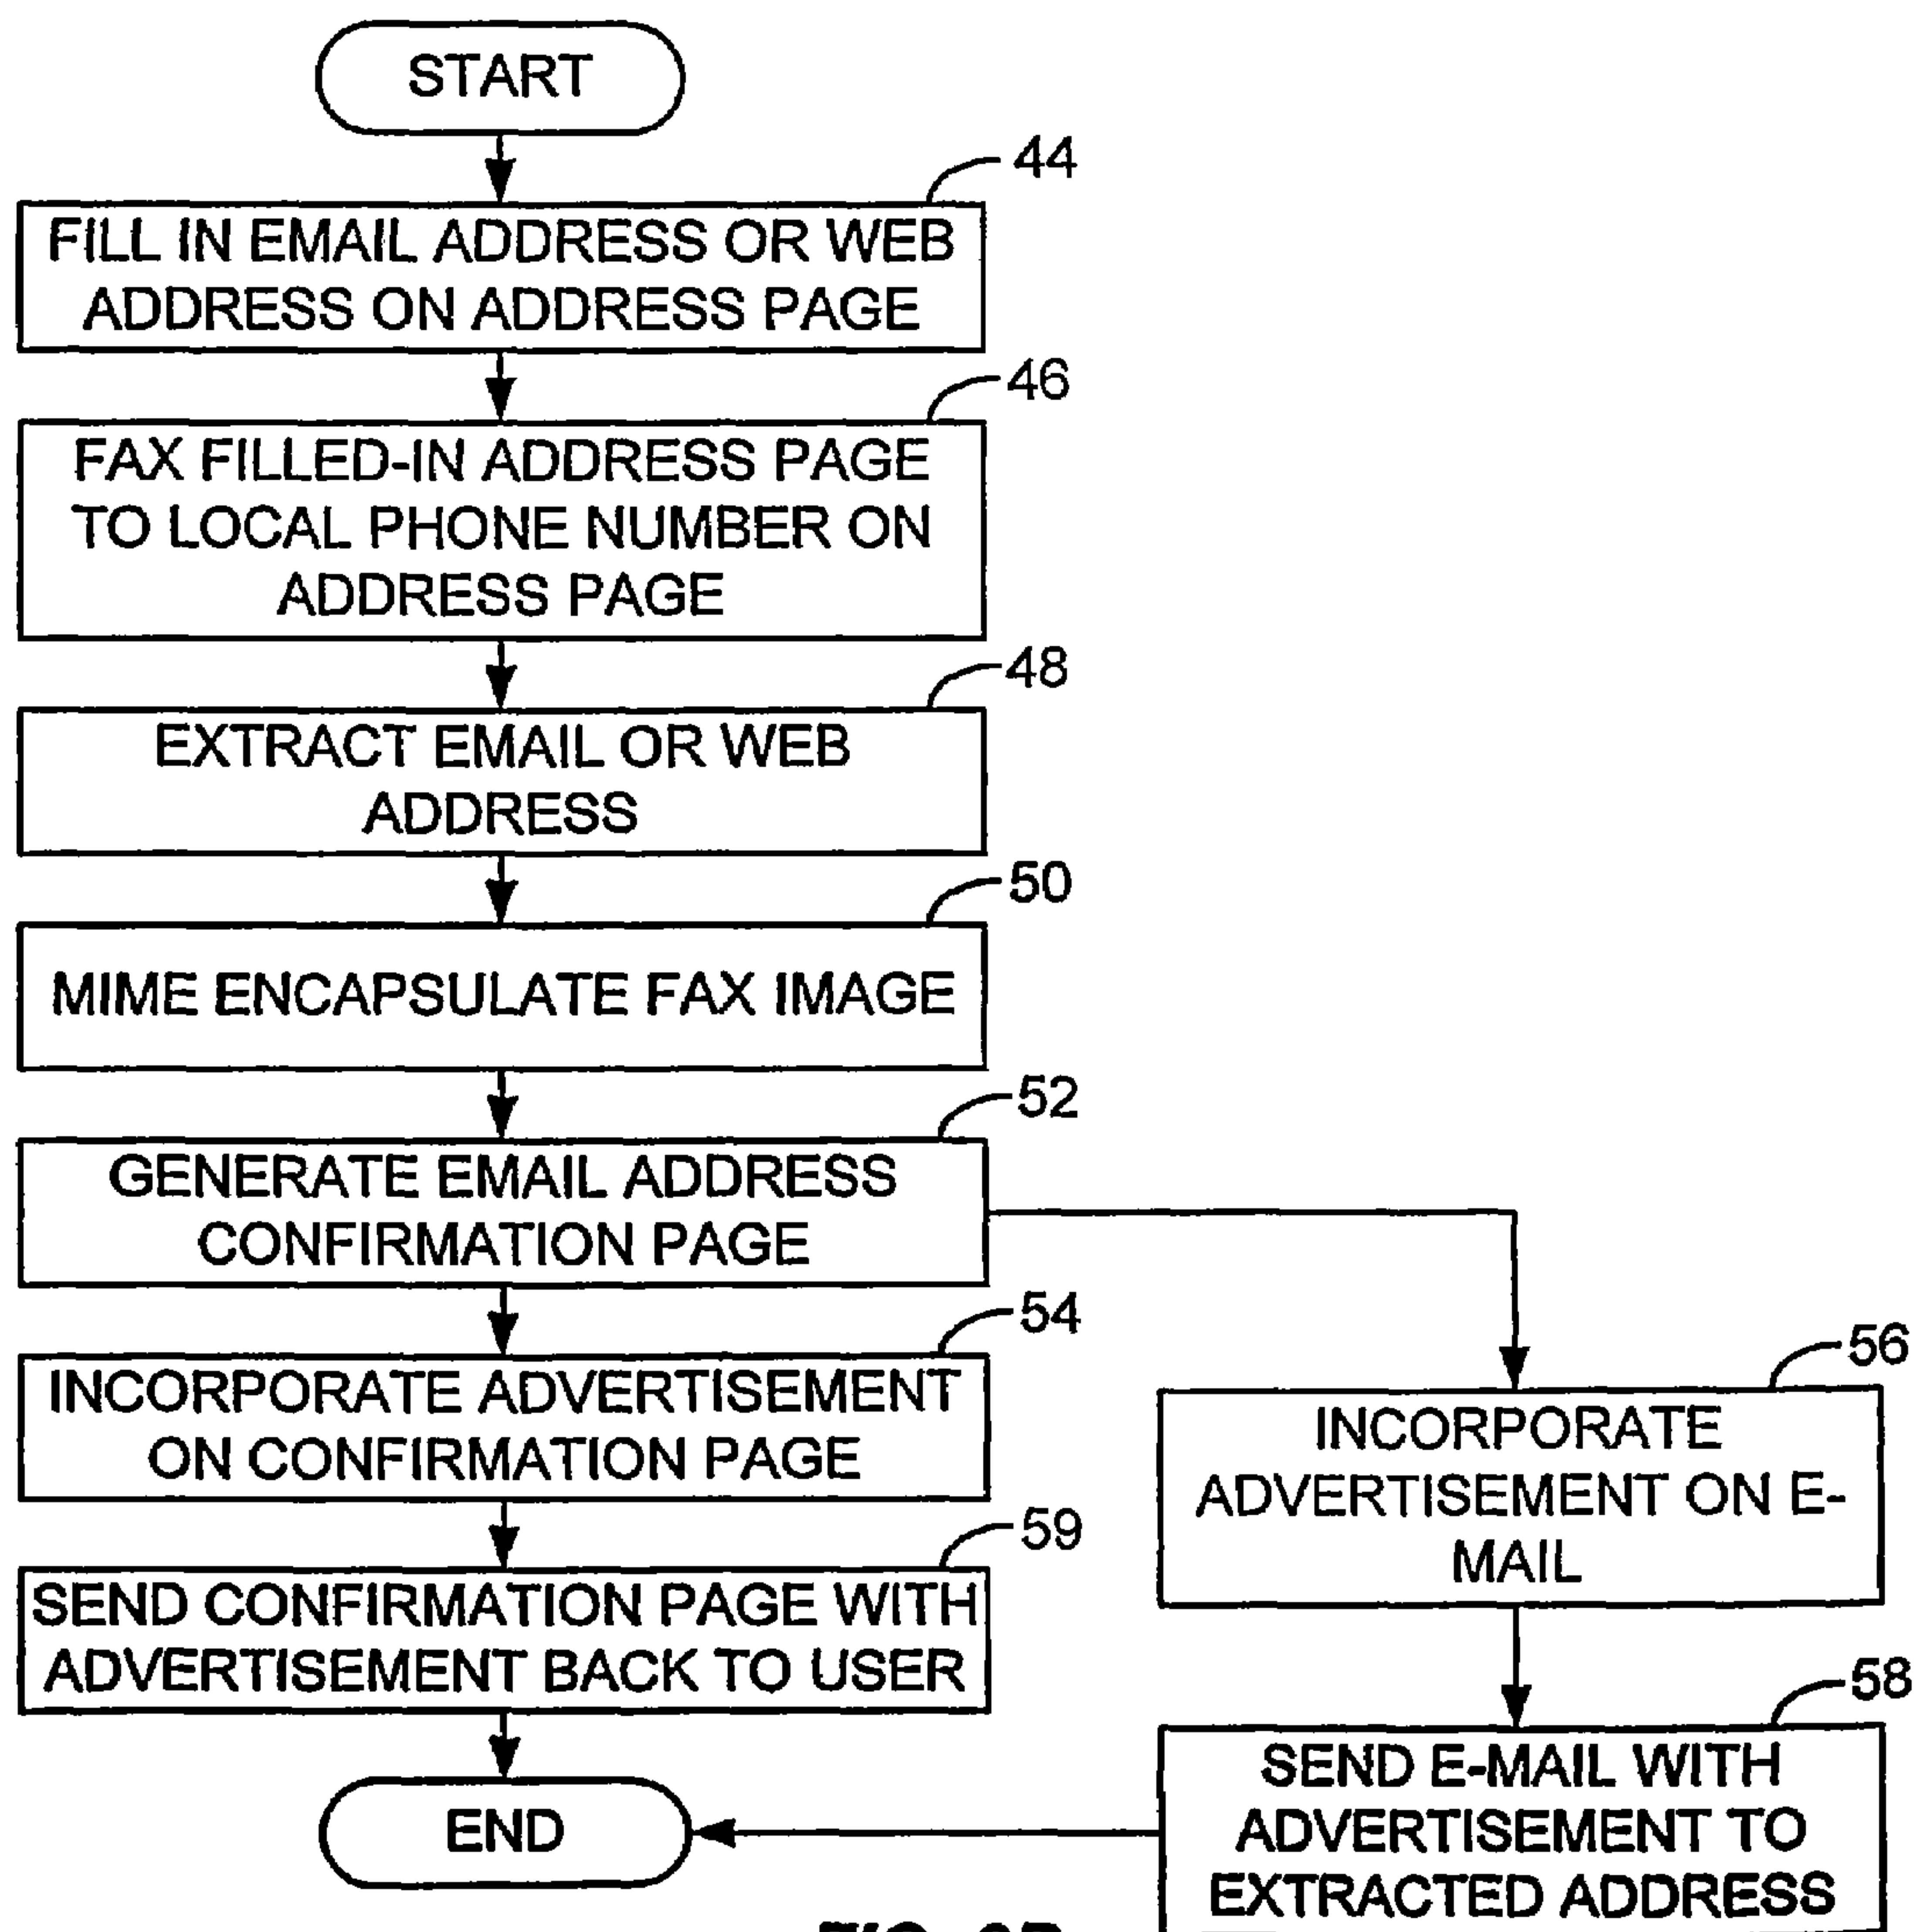 START
44
FILL IN EMAIL ADDRESS OR WEB
ADDRESS ON ADDRESS PAGE
46
FAX FILLED-IN ADDRESS PAGE
TO LOCAL PHONE NUMBER ON
ADDRESS PAGE
48
EXTRACT EMAIL OR WEB
ADDRESS
50
MIME ENCAPSULATE FAX IMAGE
52
GENERATE EMAIL ADDRESS
CONFIRMATION PAGE
54
INCORPORATE ADVERTISEMENT
ON CONFIRMATION PAGE
56
INCORPORATE
ADVERTISEMENT ON E-
MAIL
59
SEND CONFIRMATION PAGE WITH
ADVERTISEMENT BACK TO USER
58
SEND E-MAIL WITH
ADVERTISEMENT TO
EXTRACTED ADDRESS
END